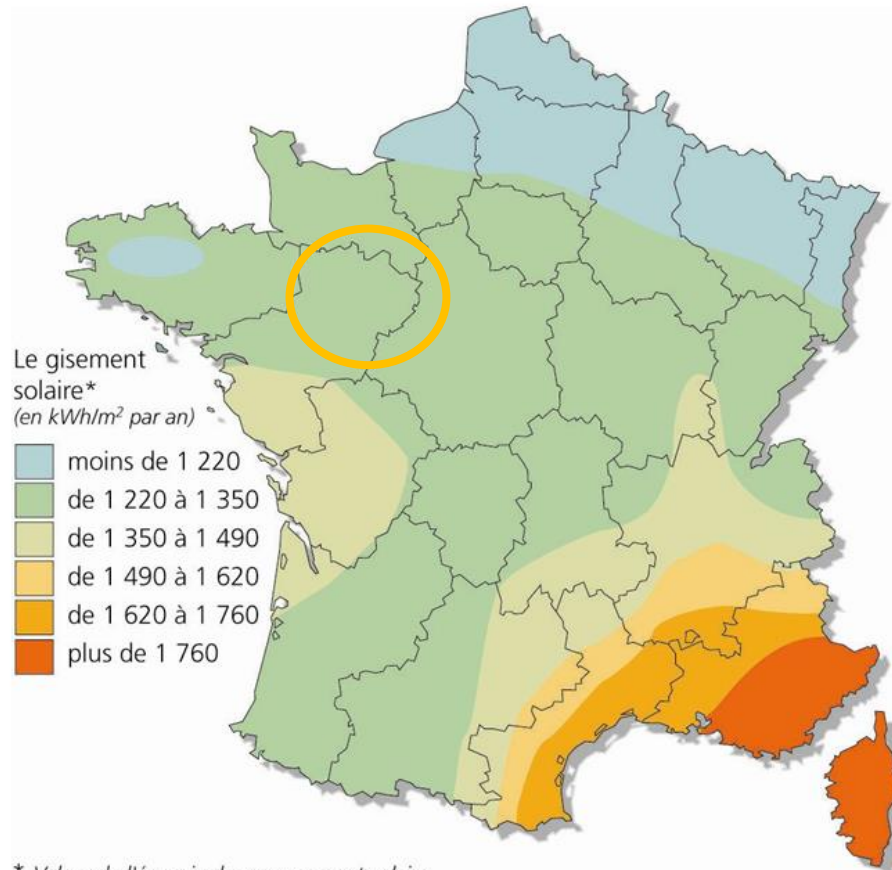 Le gisement
solaire*
(en kWh/m² par an)
moins de 1 220
de 1 220 à 1 350
de 1 350 à 1 490
de 1 490 à 1 620
de 1 620 à 1 760
plus de 1 760
*